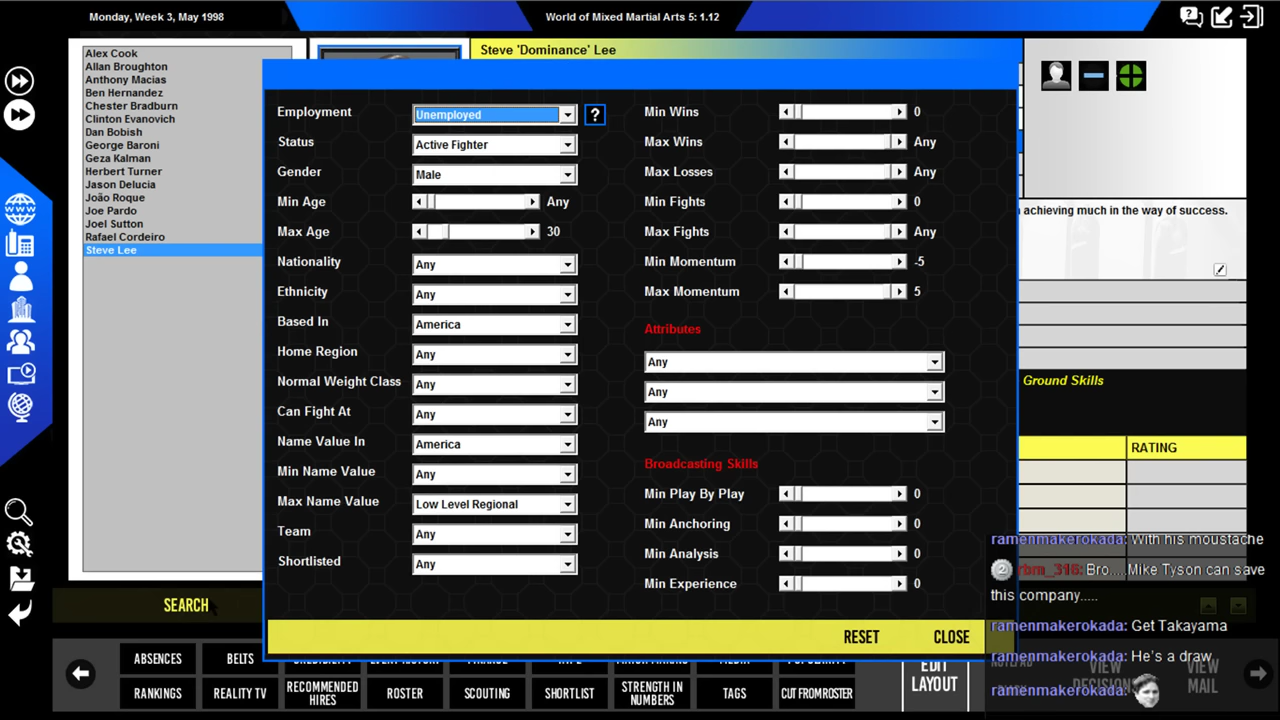 Monday, Week 3, May 1998
World of Mixed Martial Arts 5: 1.12
Alex Cook
Allan Broughton
Anthony Macias
Ben Hernandez
Chester Bradburn
Clinton Evanovich
Dan Bobish
George Baroni
Geza Kalman
Herbert Turner
Jason Delucia
João Roque
Joe Pardo
Joel Sutton
Rafael Cordeiro
Steve Lee
SEARCH
Steve 'Dominance' Lee
Employment
Unemployed
?
Status
Active Fighter
Gender
Male
Min Age
Any
Max Age
30
Nationality
Any
Ethnicity
Any
Based In
America
Home Region
Any
Normal Weight Class
Any
Can Fight At
Any
Name Value In
America
Min Name Value
Any
Max Name Value
Low Level Regional
Team
Any
Shortlisted
Any
Min Wins
0
Max Wins
Any
Max Losses
Any
Min Fights
0
Max Fights
Any
Min Momentum
-5
Max Momentum
5
Attributes
Any
Any
Any
Broadcasting Skills
Min Play By Play
0
Min Anchoring
0
Min Analysis
0
Min Experience
0
RESET
CLOSE
achieving much in the way of success.
Ground Skills
RATING
ramenmakerokada: With his moustache
rbm_316: Bro....Mike Tyson can save
this company.....
ramenmakerokada: Get Takayama
ramenmakerokada: He's a draw
ramenmakerokada:
ABSENCES
BELTS
RANKINGS
REALITY TV
RECOMMENDED
HIRES
ROSTER
SCOUTING
SHORTLIST
STRENGTH IN
NUMBERS
TAGS
CUT FROM ROSTER
EDIT
LAYOUT
VIEW
DECISIONS
VIEW
MAIL